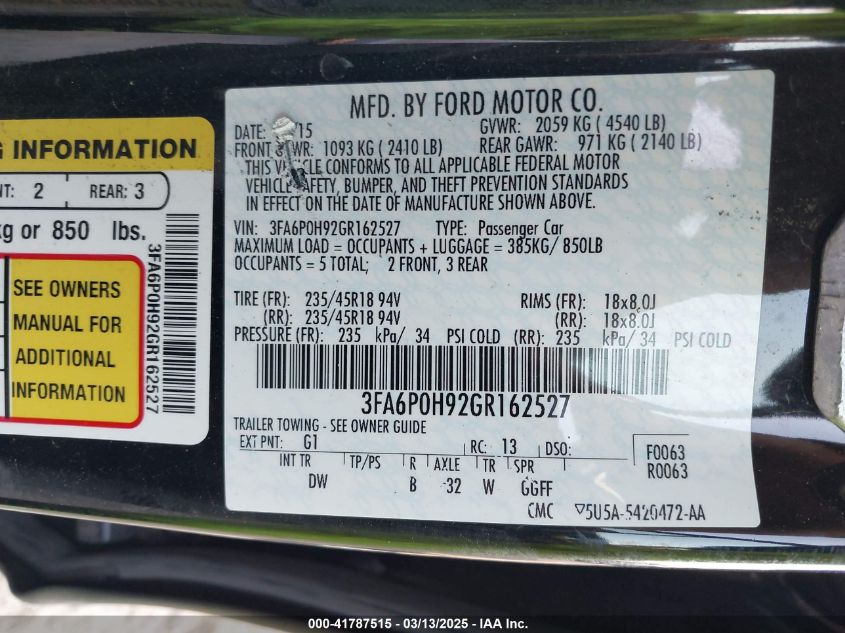 G INFORMATION
NT: 2 REAR: 3
kg or 850 lbs.
SEE OWNERS
MANUAL FOR
ADDITIONAL
INFORMATION
3FA6P0H92GR162527
MFD. BY FORD MOTOR CO.
DATE: /15 GVWR: 2059 KG ( 4540 LB)
FRONT WR: 1093 KG ( 2410 LB) REAR GAWR: 971 KG ( 2140 LB)
THIS VEHICLE CONFORMS TO ALL APPLICABLE FEDERAL MOTOR
VEHICLE SAFETY, BUMPER, AND THEFT PREVENTION STANDARDS
IN EFFECT ON THE DATE OF MANUFACTURE SHOWN ABOVE.
VIN: 3FA6P0H92GR162527 TYPE: Passenger Car
MAXIMUM LOAD = OCCUPANTS + LUGGAGE = 385KG/ 850LB
OCCUPANTS = 5 TOTAL; 2 FRONT, 3 REAR
TIRE (FR): 235/45R18 94V RIMS (FR): 18x8.0J
(RR): 235/45R18 94V (RR): 18x8.0J
PRESSURE (FR): 235 kPa/ 34 PSI COLD (RR): 235 kPa/ 34 PSI COLD
3FA6P0H92GR162527
TRAILER TOWING - SEE OWNER GUIDE
EXT PNT: G1 RC: 13 DSO: F0063
R0063
INT TR TP/PS R AXLE TR SPR
DW B 32 W GGFF
CMC 5U5A-5420472-AA
000-41787515 - 03/13/2025 - IAA Inc.